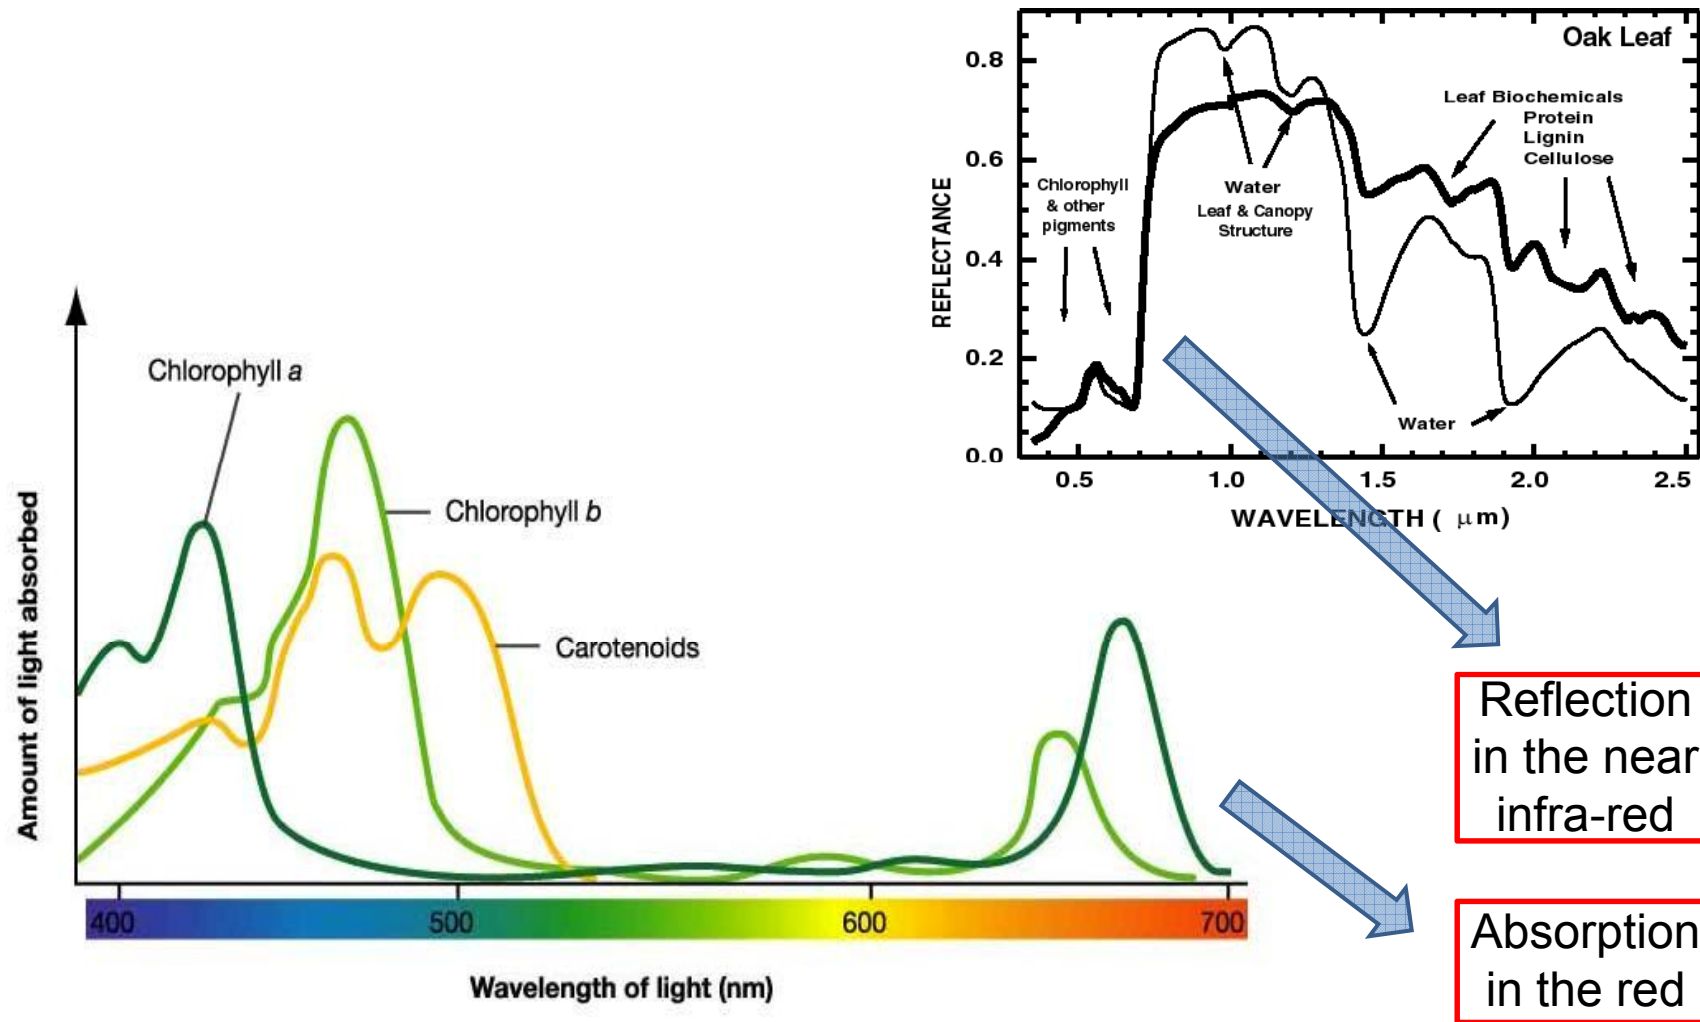 Oak Leaf
0.8
0.6
0.4
0.2
0.0
REFLECTANCE
Leaf Biochemicals
Protein
Lignin
Cellulose
Chlorophyll
& other
pigments
Water
Leaf & Canopy
Structure
Water
0.5 1.0 1.5 2.0 2.5
WAVELENGTH ( μm)
Amount of light absorbed
Chlorophyll a
Chlorophyll b
Carotenoids
400 500 600 700
Wavelength of light (nm)
Reflection
in the near
infra-red
Absorption
in the red